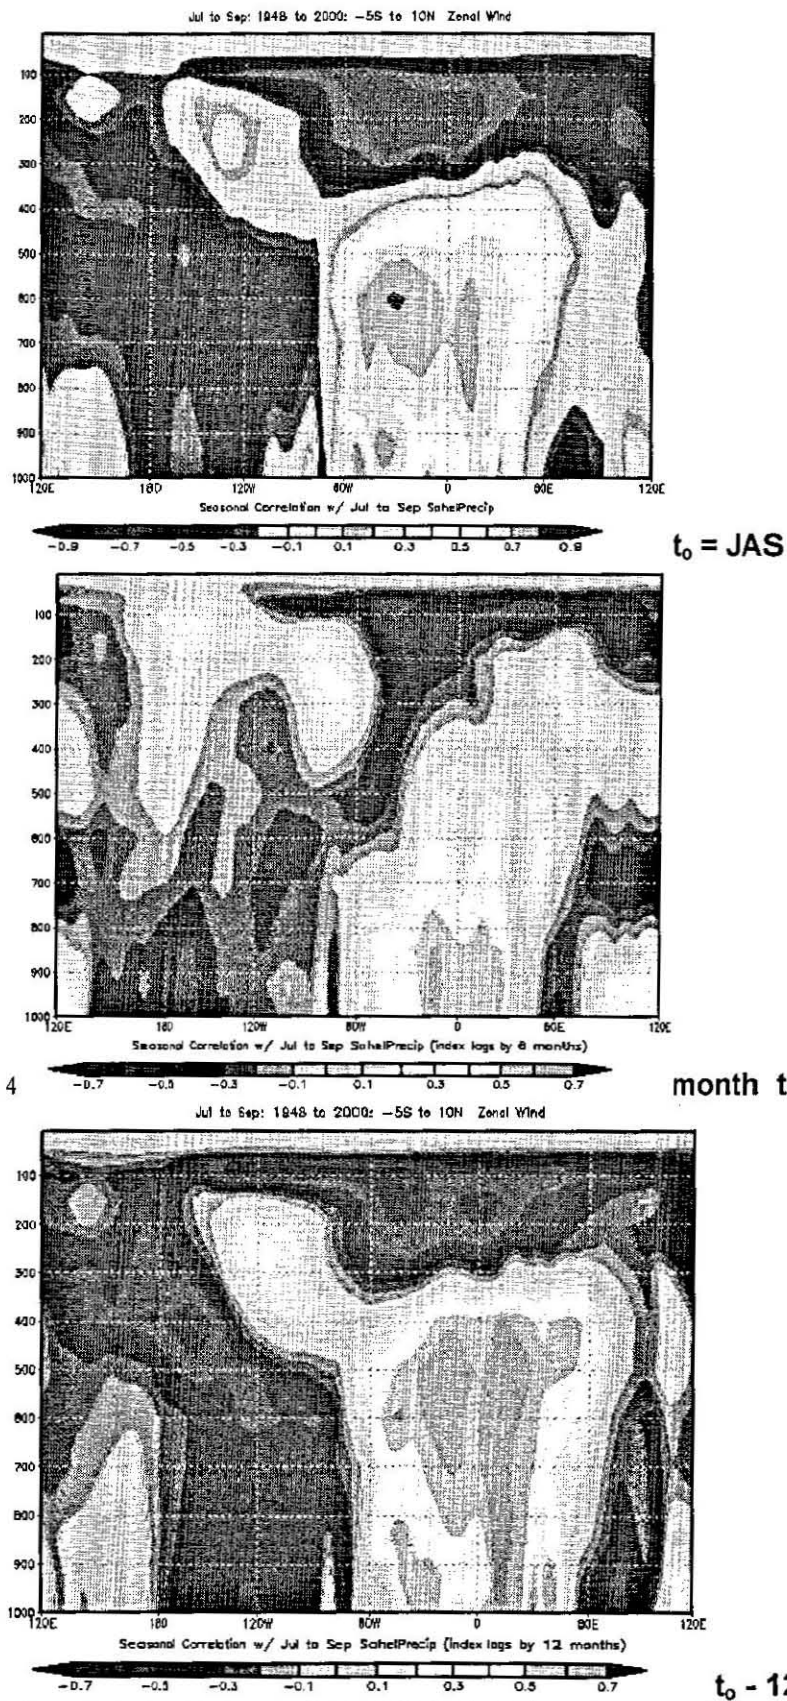 Jul to Sep: 1948 to 2000: -5S to 10N Zonal Wind
100
200
300
400
500
600
700
800
900
1000
120E 180 120W 60W 0 60E 120E
Seasonal Correlation w/ Jul to Sep SahelPrecip
-0.9 -0.7 -0.5 -0.3 -0.1 0.1 0.3 0.5 0.7 0.9
to = JAS
100
200
300
400
500
600
700
800
900
1000
120E 180 120W 60W 0 60E 120E
Seasonal Correlation w/ Jul to Sep SahelPrecip (index lags by 6 months)
-0.7 -0.5 -0.3 -0.1 0.1 0.3 0.5 0.7
4
month t
Jul to Sep: 1948 to 2000: -5S to 10N Zonal Wind
100
200
300
400
500
600
700
800
900
1000
120E 180 120W 60W 0 60E 120E
Seasonal Correlation w/ Jul to Sep SahelPrecip (index lags by 12 months)
-0.7 -0.5 -0.3 -0.1 0.1 0.3 0.5 0.7
to - 12